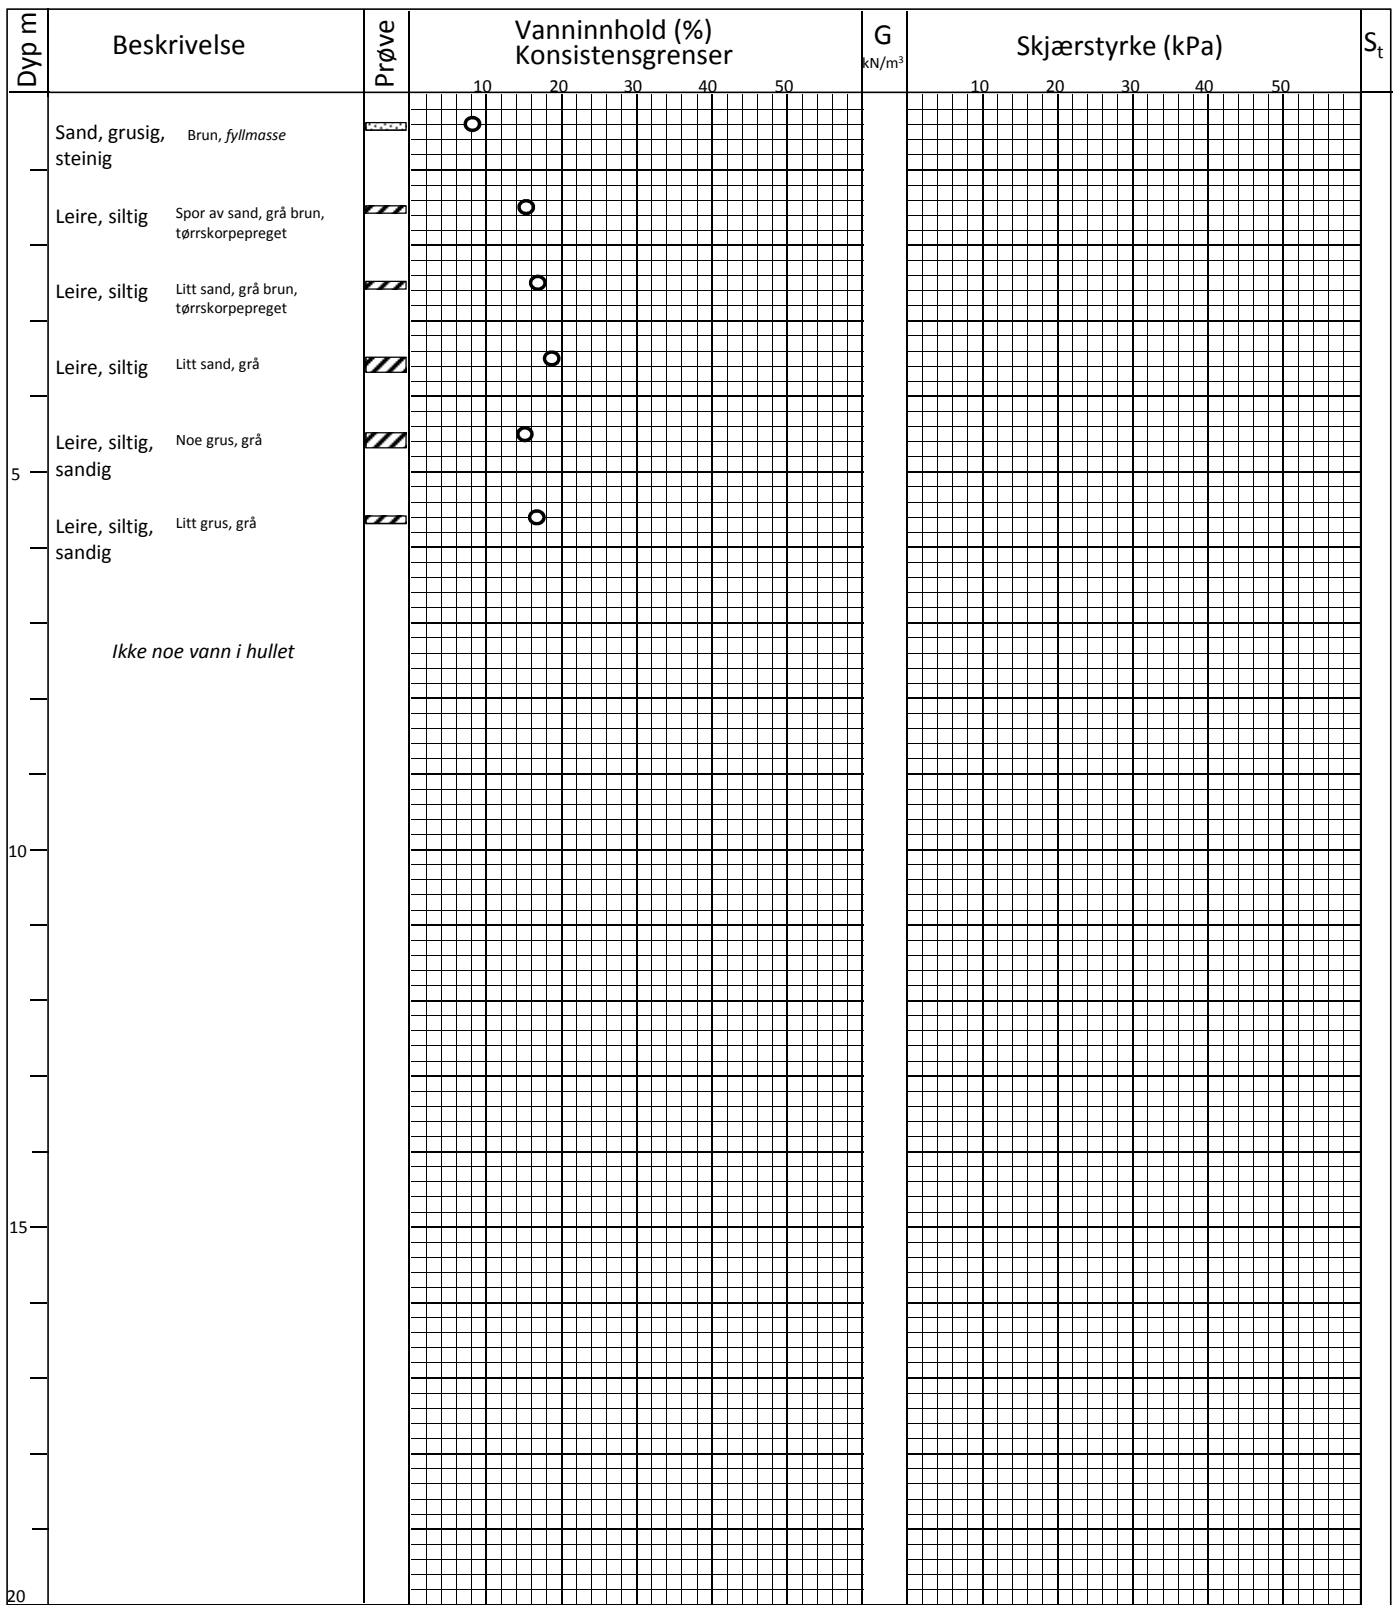 Dyp m
Beskrivelse
Prøve
Vanninnhold (%)
Konsistensgrenser
G
kN/m³
Skjærstyrke (kPa)
Sₜ
10 20 30 40 50
10 20 30 40 50
Sand, grusig, Brun, fyllmasse
steinig
Leire, siltig Spor av sand, grå brun,
tørrskorpepreget
Leire, siltig Litt sand, grå brun,
tørrskorpepreget
Leire, siltig Litt sand, grå
Leire, siltig, Noe grus, grå
sandig
5
Leire, siltig, Litt grus, grå
sandig
Ikke noe vann i hullet
10
15
20